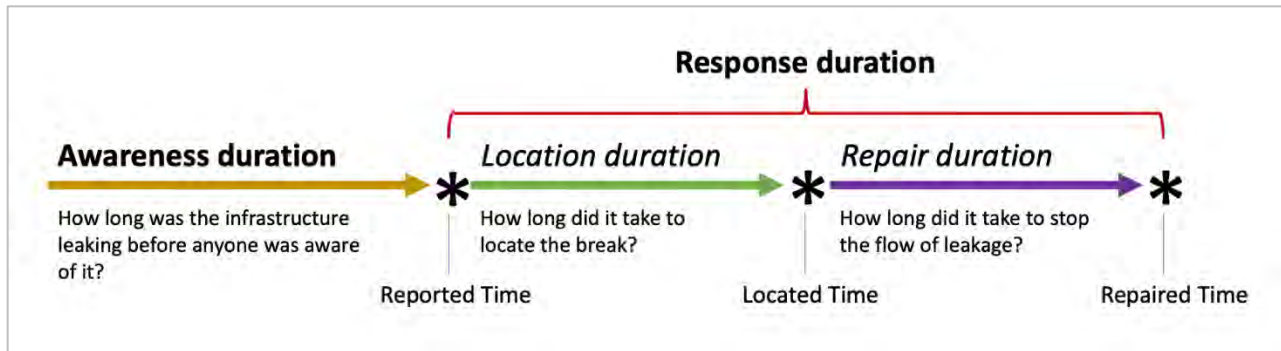 Response duration
Awareness duration
Location duration
Repair duration
*
*
*
How long was the infrastructure
leaking before anyone was aware
of it?
How long did it take to
locate the break?
How long did it take to stop
the flow of leakage?
Reported Time
Located Time
Repaired Time